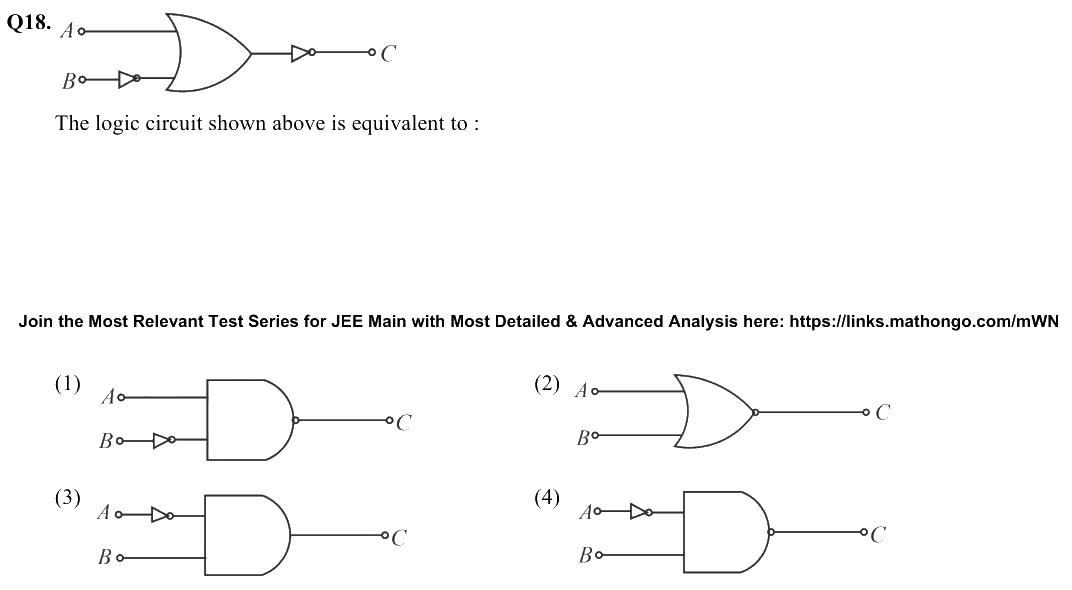 Q18. A
C
B
The logic circuit shown above is equivalent to :
Join the Most Relevant Test Series for JEE Main with Most Detailed & Advanced Analysis here: https://links.mathongo.com/mWN
(1) A
B
C
(2) A
B
C
(3) A
B
C
(4) A
B
C